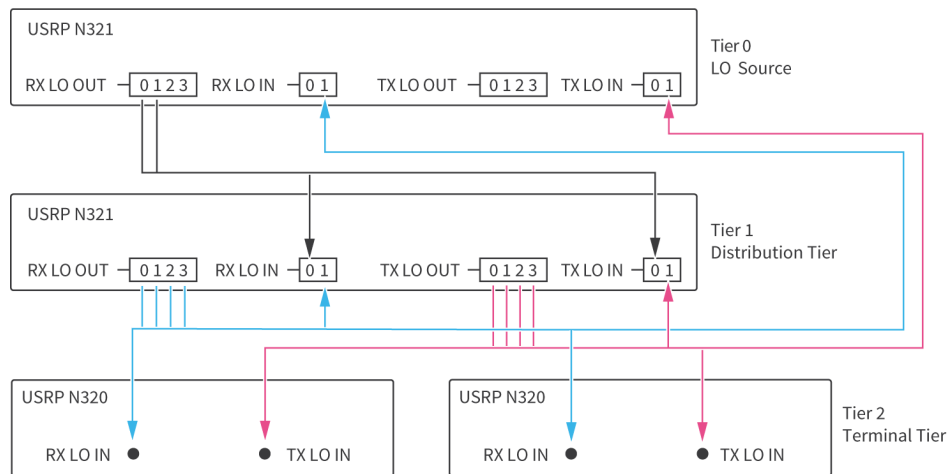 USRP N321
Tier 0
LO Source
RX LO OUT 0 1 2 3 RX LO IN 0 1 TX LO OUT 0 1 2 3 TX LO IN 0 1
USRP N321
Tier 1
Distribution Tier
RX LO OUT 0 1 2 3 RX LO IN 0 1 TX LO OUT 0 1 2 3 TX LO IN 0 1
USRP N320
USRP N320
Tier 2
Terminal Tier
RX LO IN TX LO IN
RX LO IN TX LO IN